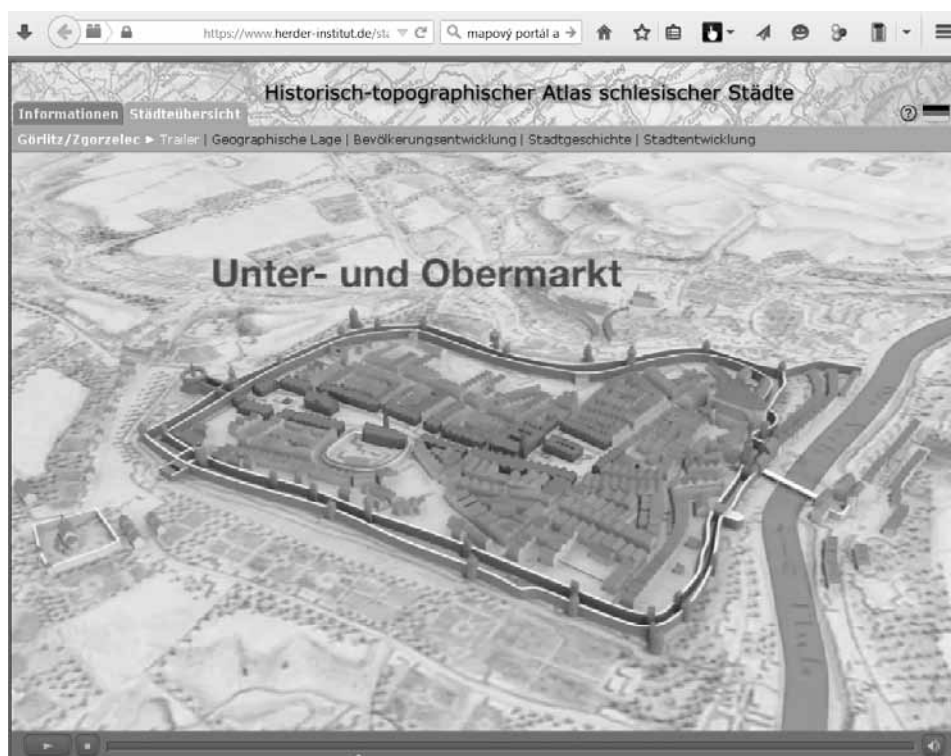 https://www.herder-institut.de/sta
mapový portál a
Historisch-topographischer Atlas schlesischer Städte
Informationen Städteübersicht
Görlitz/Zgorzelec ► Trailer | Geographische Lage | Bevölkerungsentwicklung | Stadtgeschichte | Stadtentwicklung
Unter- und Obermarkt